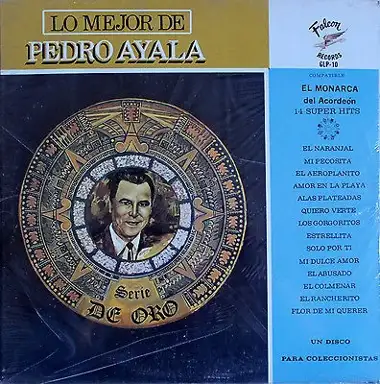 LO MEJOR DE
PEDRO AYALA
Falcon
RECORDS
GLP-10
COMPATIBLE
EL MONARCA
del Acordeón
14 SUPER HITS
EL NARANJAL
MI PECOSITA
EL AEROPLANITO
AMOR EN LA PLAYA
ALAS PLATEADAS
QUIERO VERTE
LOS GORGORITOS
ESTRELLITA
SOLO POR TI
MI DULCE AMOR
EL ABUSADO
EL COLMENAR
EL RANCHERITO
FLOR DE MI QUERER
UN DISCO
PARA COLECCIONISTAS
Serie
DE ORO